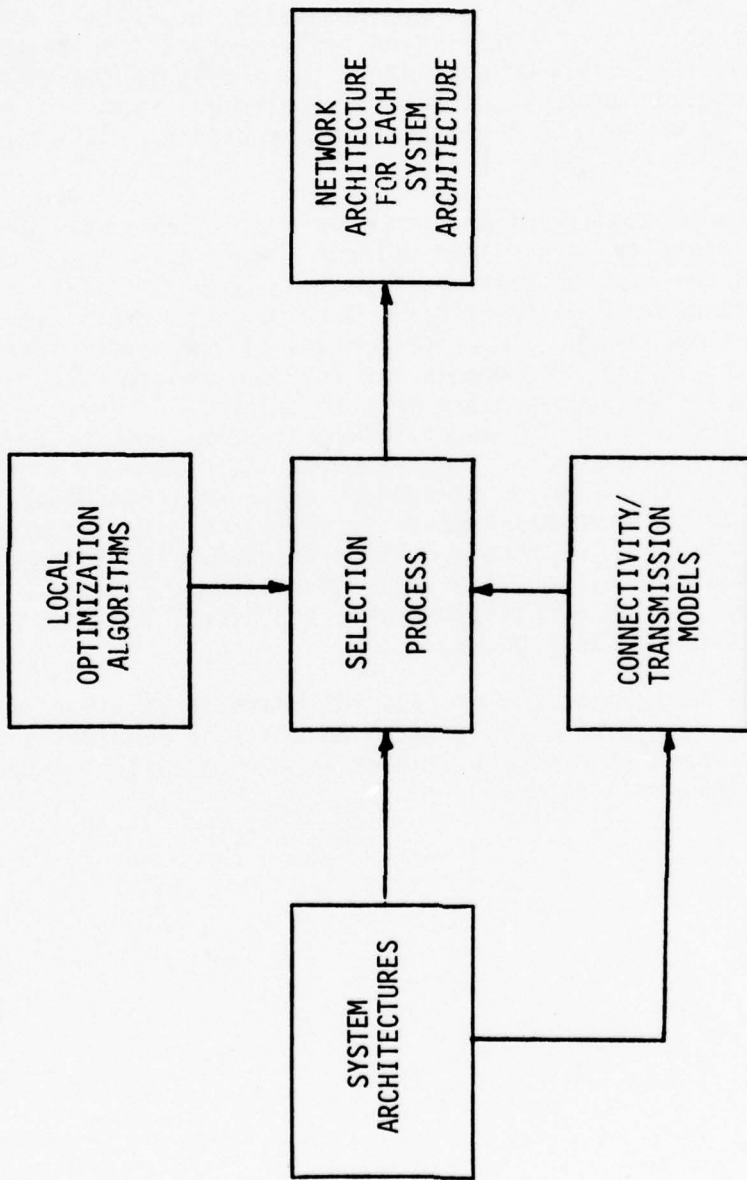 LOCAL
OPTIMIZATION
ALGORITHMS
SYSTEM
ARCHITECTURES
SELECTION
PROCESS
NETWORK
ARCHITECTURE
FOR EACH
SYSTEM
ARCHITECTURE
CONNECTIVITY/
TRANSMISSION
MODELS